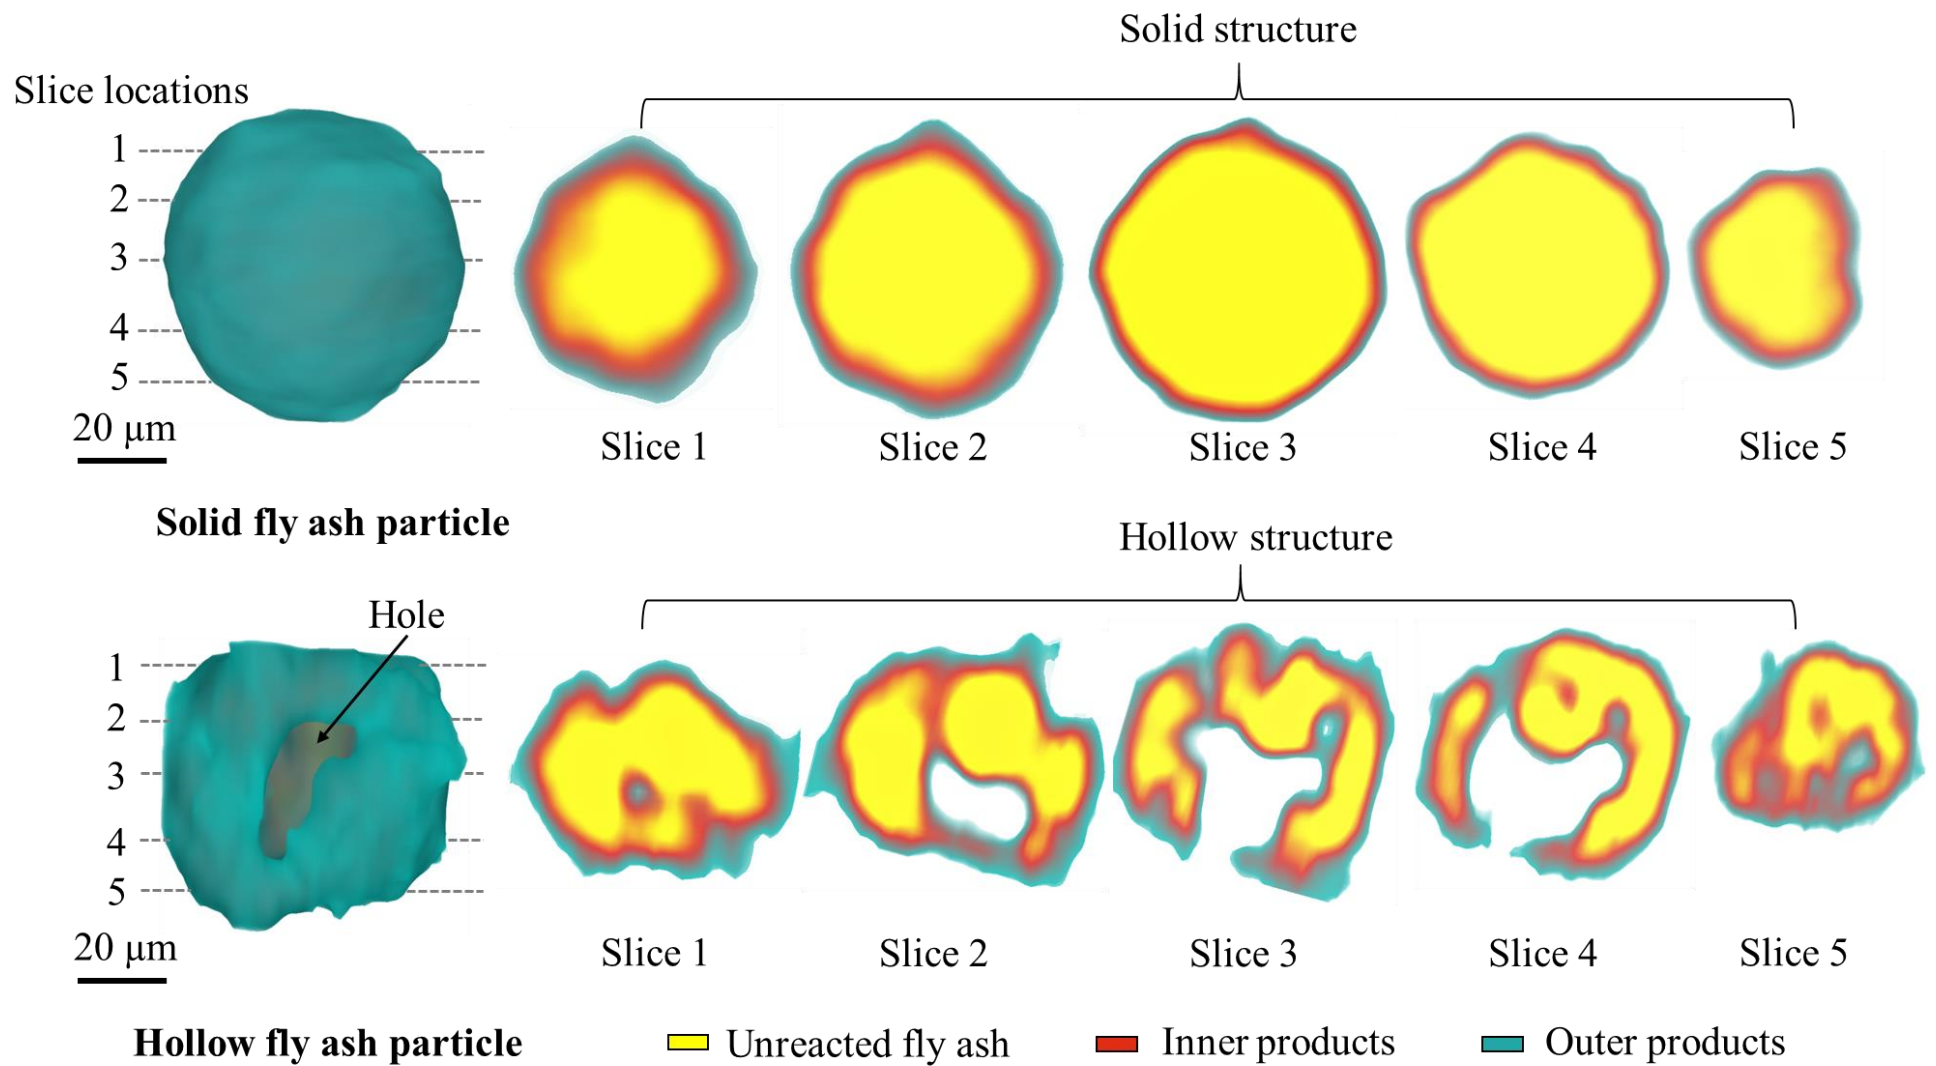 Solid structure
Slice locations
1
2
3
4
5
20 μm
Slice 1
Slice 2
Slice 3
Slice 4
Slice 5
Solid fly ash particle
Hollow structure
Hole
1
2
3
4
5
20 μm
Slice 1
Slice 2
Slice 3
Slice 4
Slice 5
Hollow fly ash particle
Unreacted fly ash
Inner products
Outer products